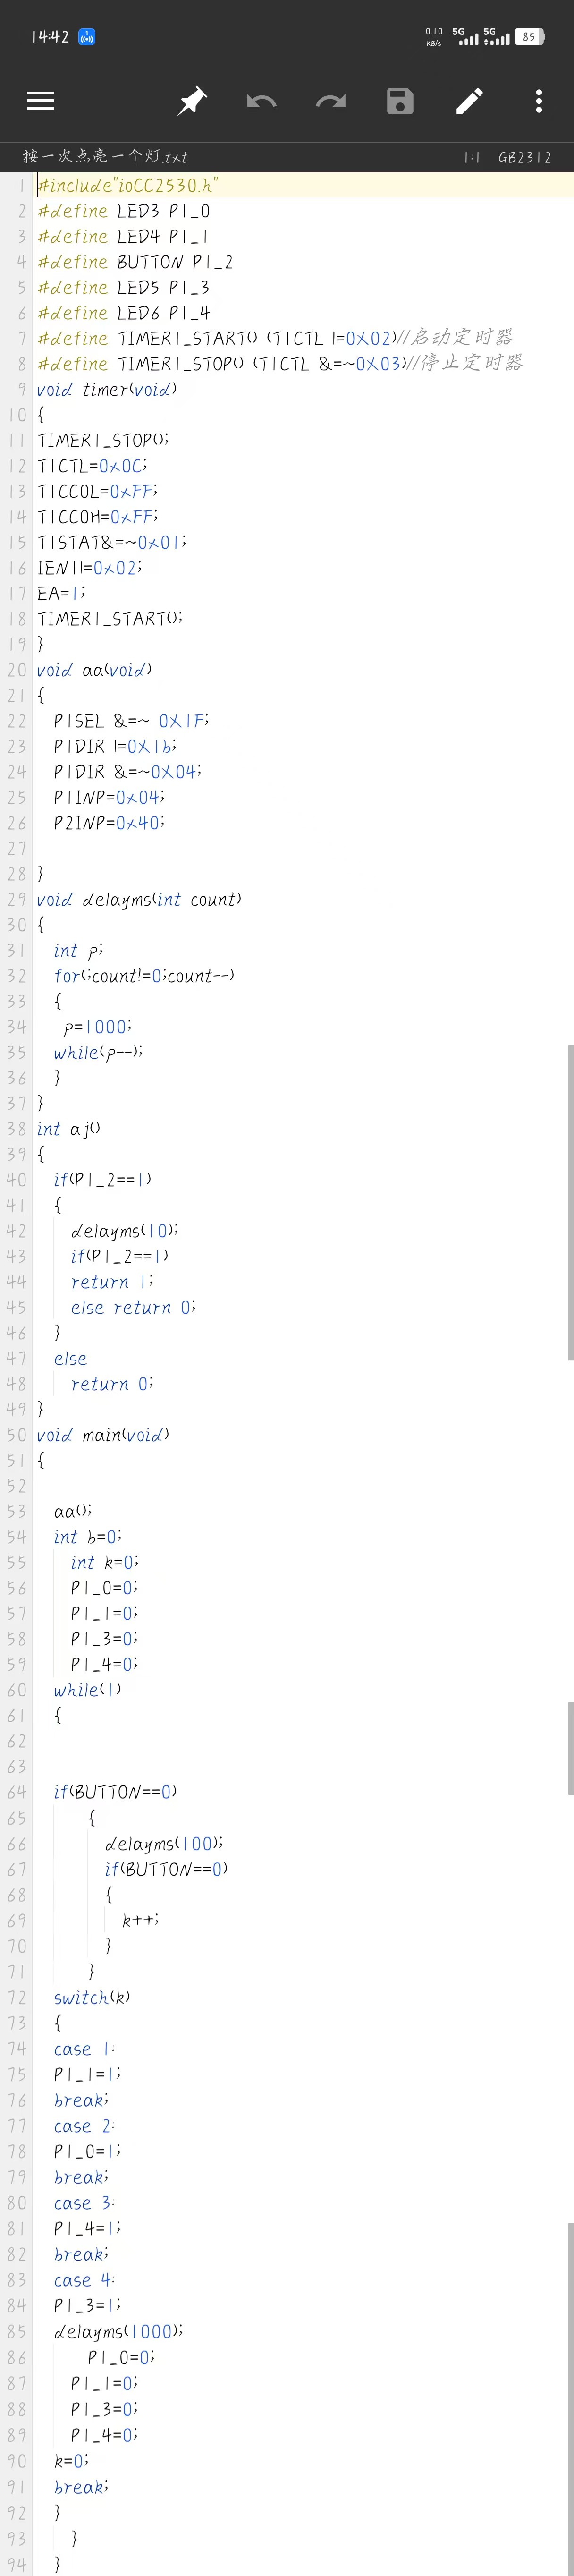 14:42
0.10 KB/s 5G 5G 85
按一次点亮一个灯.txt 1:1 GB2312
1 #include"ioCC2530.h"
2 #define LED3 P1_0
3 #define LED4 P1_1
4 #define BUTTON P1_2
5 #define LED5 P1_3
6 #define LED6 P1_4
7 #define TIMER1_START() (T1CTL |=0X02)//启动定时器
8 #define TIMER1_STOP() (T1CTL &=~0X03)//停止定时器
9 void timer(void)
10 {
11 TIMER1_STOP();
12 T1CTL=0x0C;
13 T1CC0L=0xFF;
14 T1CC0H=0xFF;
15 T1STAT&=~0x01;
16 IEN1|=0x02;
17 EA=1;
18 TIMER1_START();
19 }
20 void aa(void)
21 {
22 P1SEL &=~ 0X1F;
23 P1DIR |=0X1b;
24 P1DIR &=~0X04;
25 P1INP=0x04;
26 P2INP=0x40;
27
28 }
29 void delayms(int count)
30 {
31 int p;
32 for(;count!=0;count--)
33 {
34 p=1000;
35 while(p--);
36 }
37 }
38 int aj()
39 {
40 if(P1_2==1)
41 {
42 delayms(10);
43 if(P1_2==1)
44 return 1;
45 else return 0;
46 }
47 else
48 return 0;
49 }
50 void main(void)
51 {
52
53 aa();
54 int b=0;
55 int k=0;
56 P1_0=0;
57 P1_1=0;
58 P1_3=0;
59 P1_4=0;
60 while(1)
61 {
62
63
64 if(BUTTON==0)
65 {
66 delayms(100);
67 if(BUTTON==0)
68 {
69 k++;
70 }
71 }
72 switch(k)
73 {
74 case 1:
75 P1_1=1;
76 break;
77 case 2:
78 P1_0=1;
79 break;
80 case 3:
81 P1_4=1;
82 break;
83 case 4:
84 P1_3=1;
85 delayms(1000);
86 P1_0=0;
87 P1_1=0;
88 P1_3=0;
89 P1_4=0;
90 k=0;
91 break;
92 }
93 }
94 }